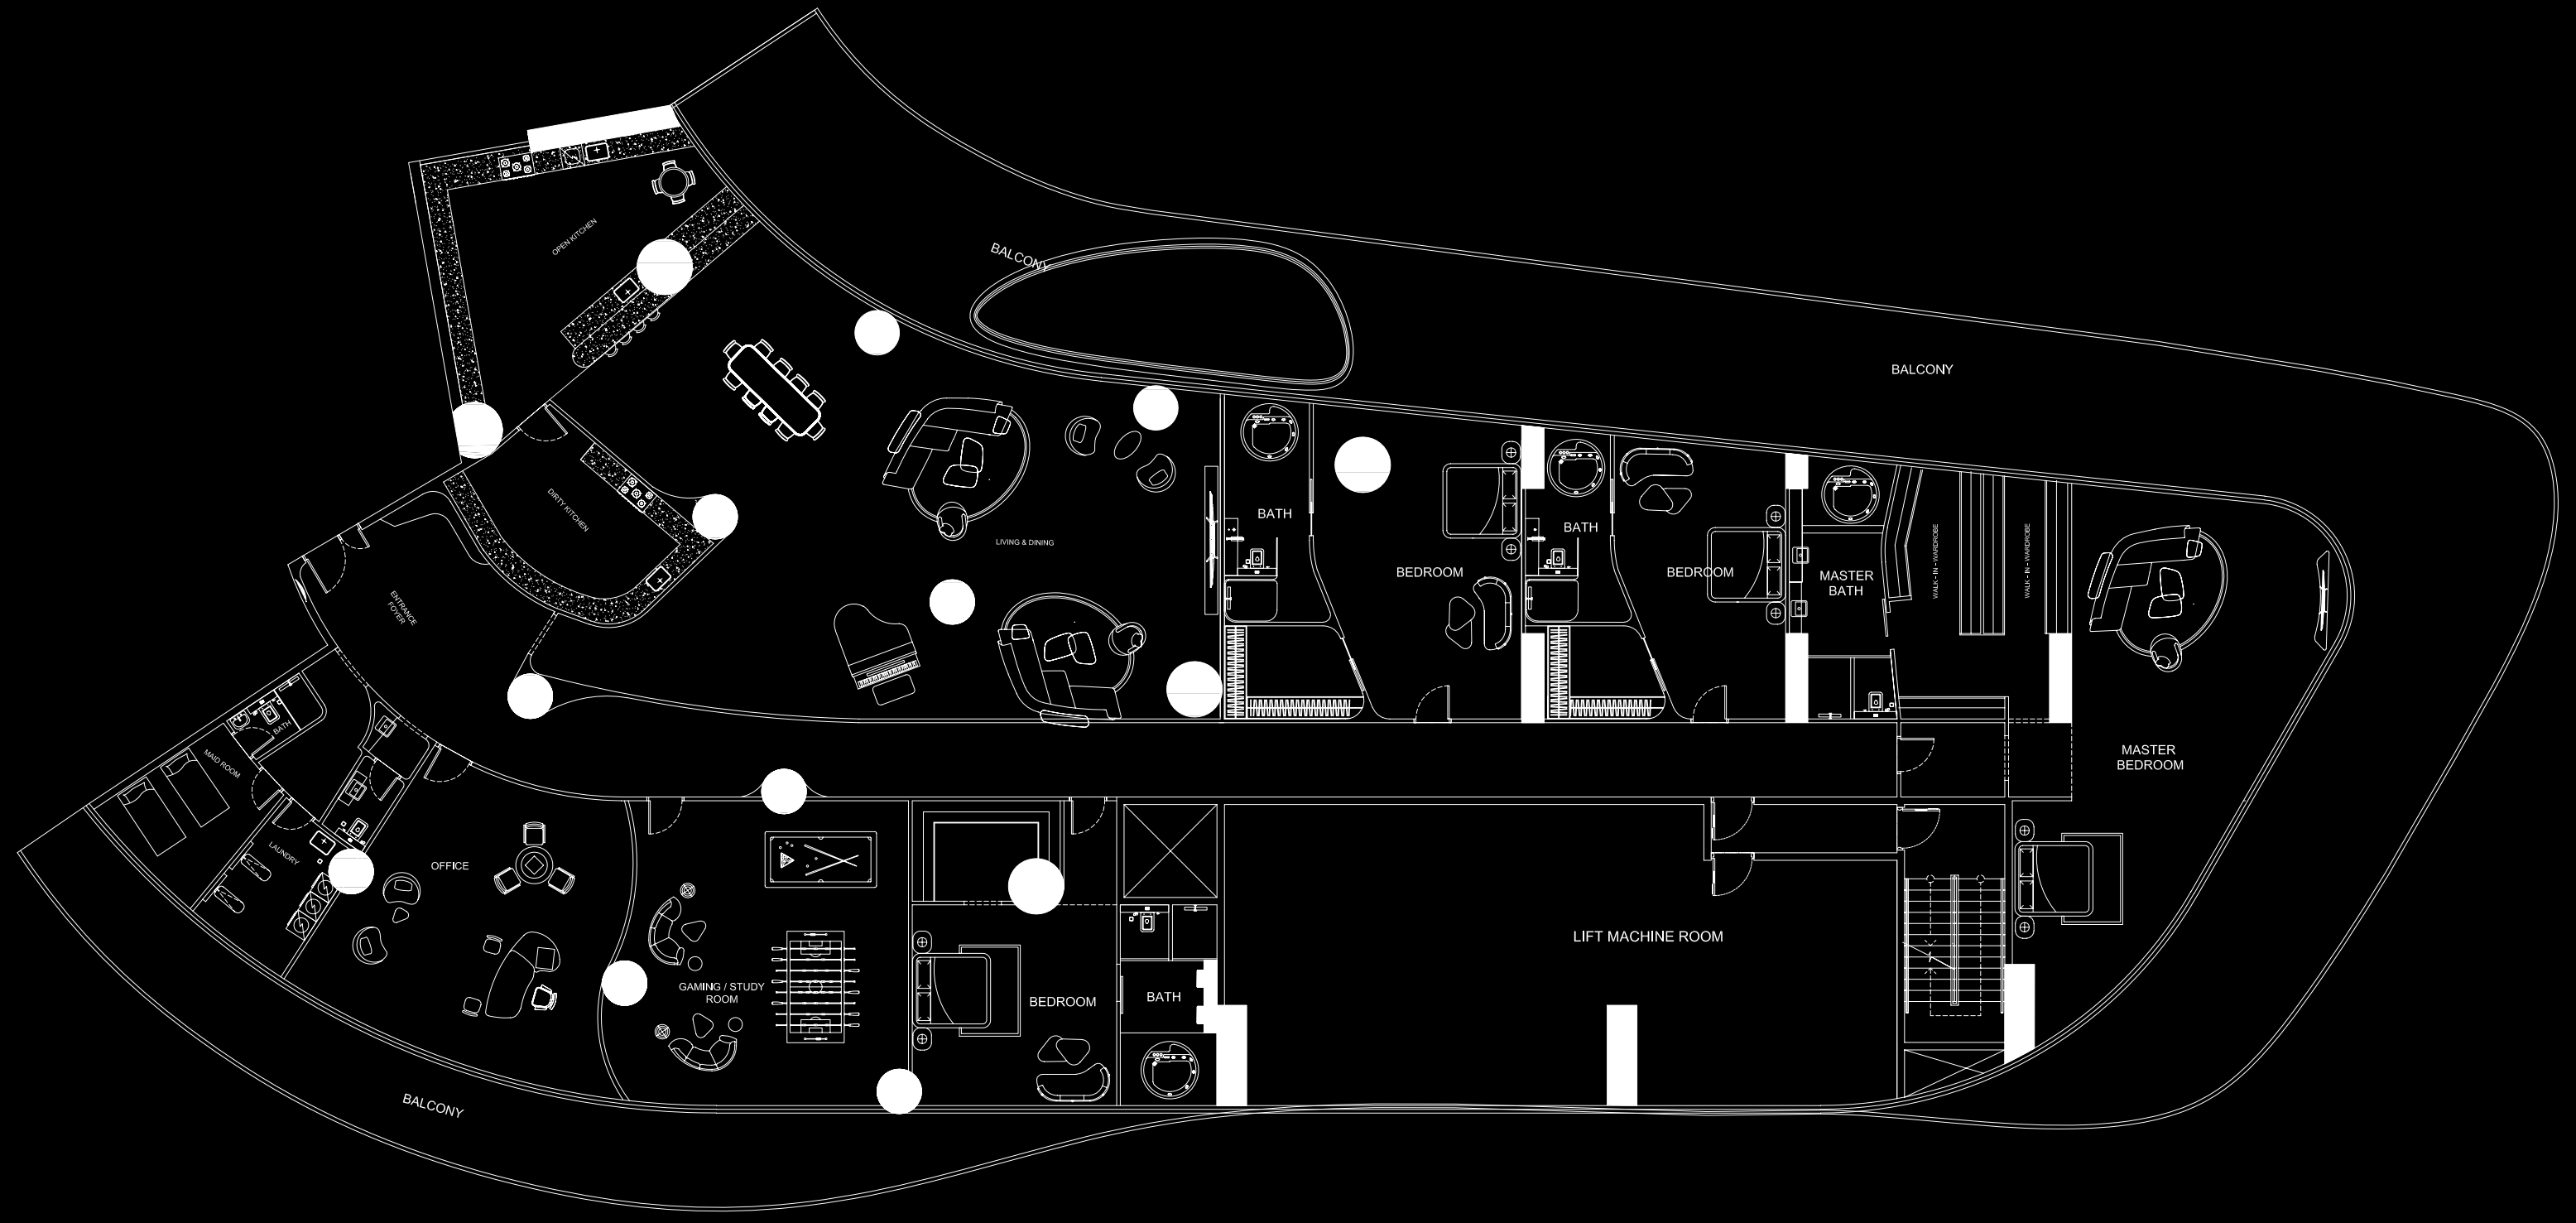 BALCONY
OPEN KITCHEN
BALCONY
DIRTY KITCHEN
LIVING & DINING
BATH
BEDROOM
BATH
BEDROOM
MASTER
BATH
WALK - IN - WARDROBE
WALK - IN - WARDROBE
ENTRANCE
FOYER
BATH
MAID ROOM
MASTER
BEDROOM
LAUNDRY
OFFICE
LIFT MACHINE ROOM
GAMING / STUDY
ROOM
BEDROOM
BATH
BALCONY